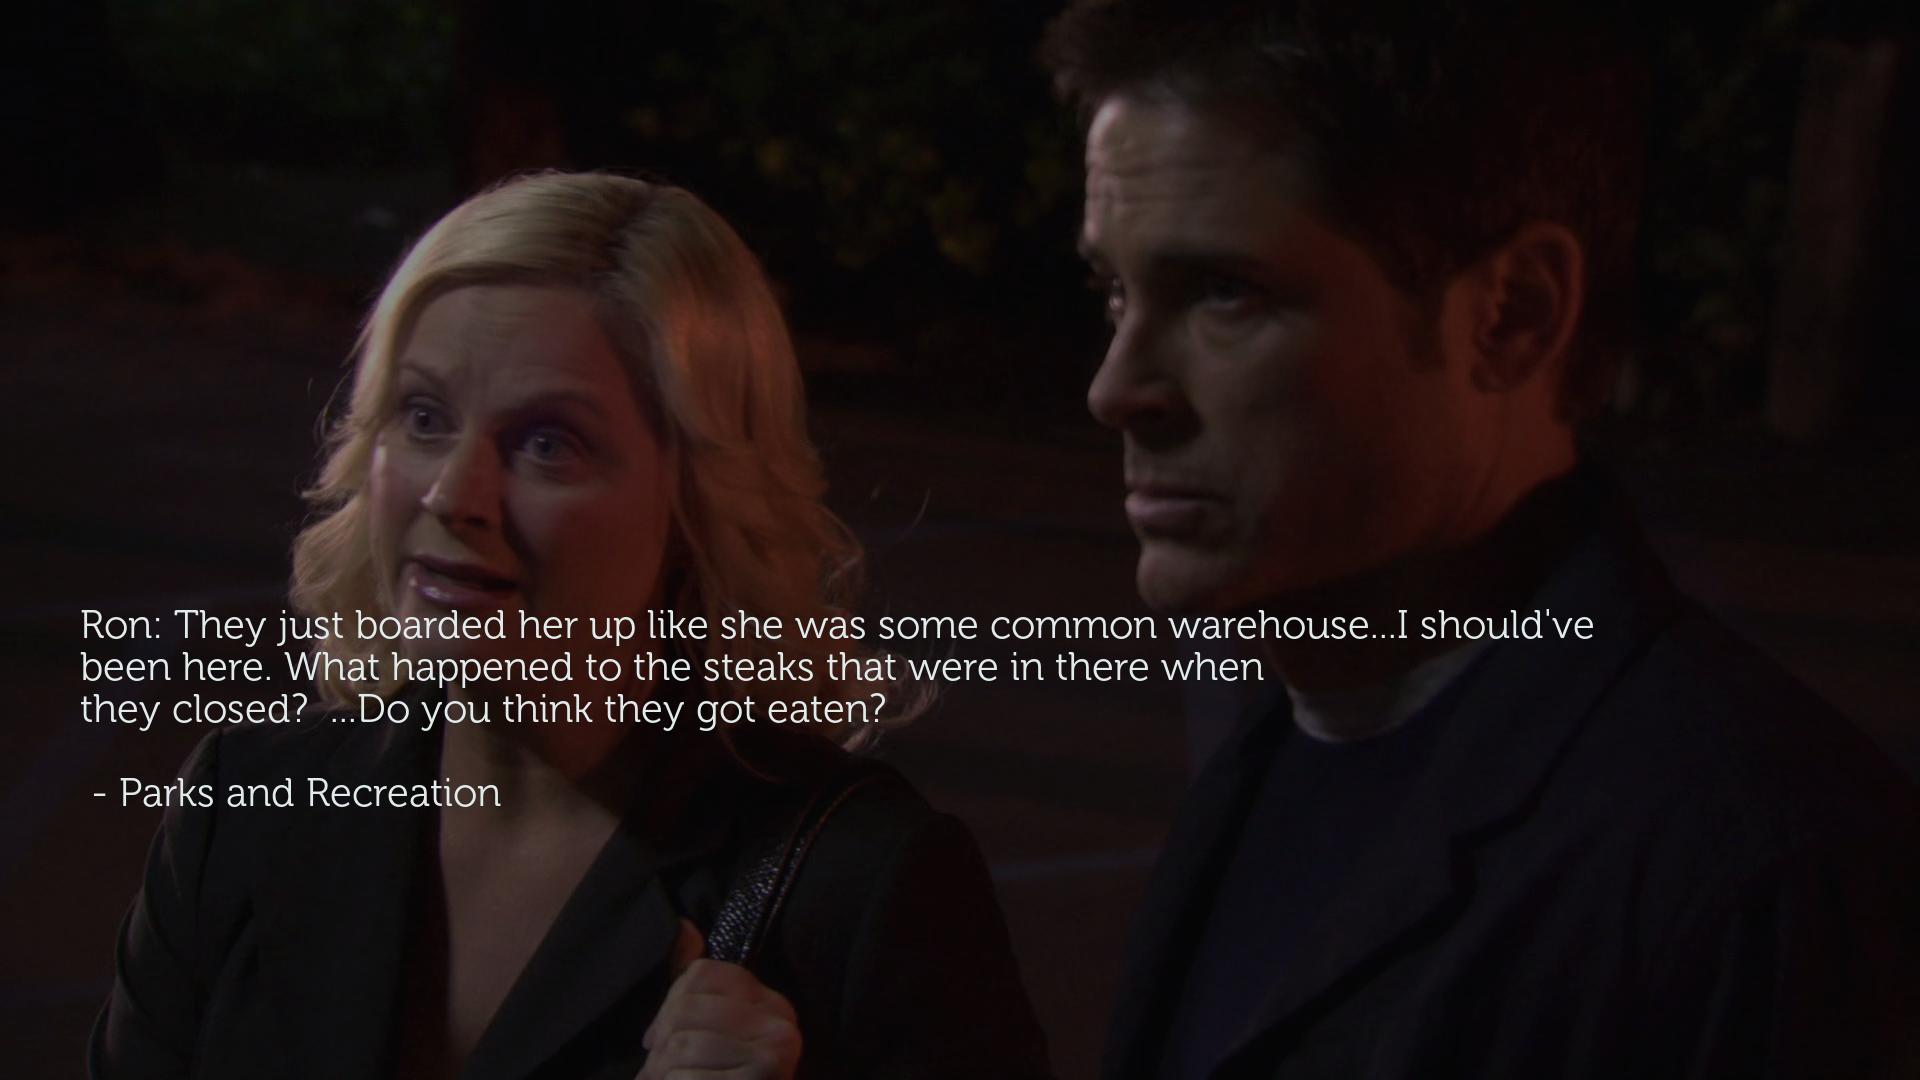 Ron: They just boarded her up like she was some common warehouse...I should've
been here. What happened to the steaks that were in there when
they closed?  ...Do you think they got eaten?
- Parks and Recreation